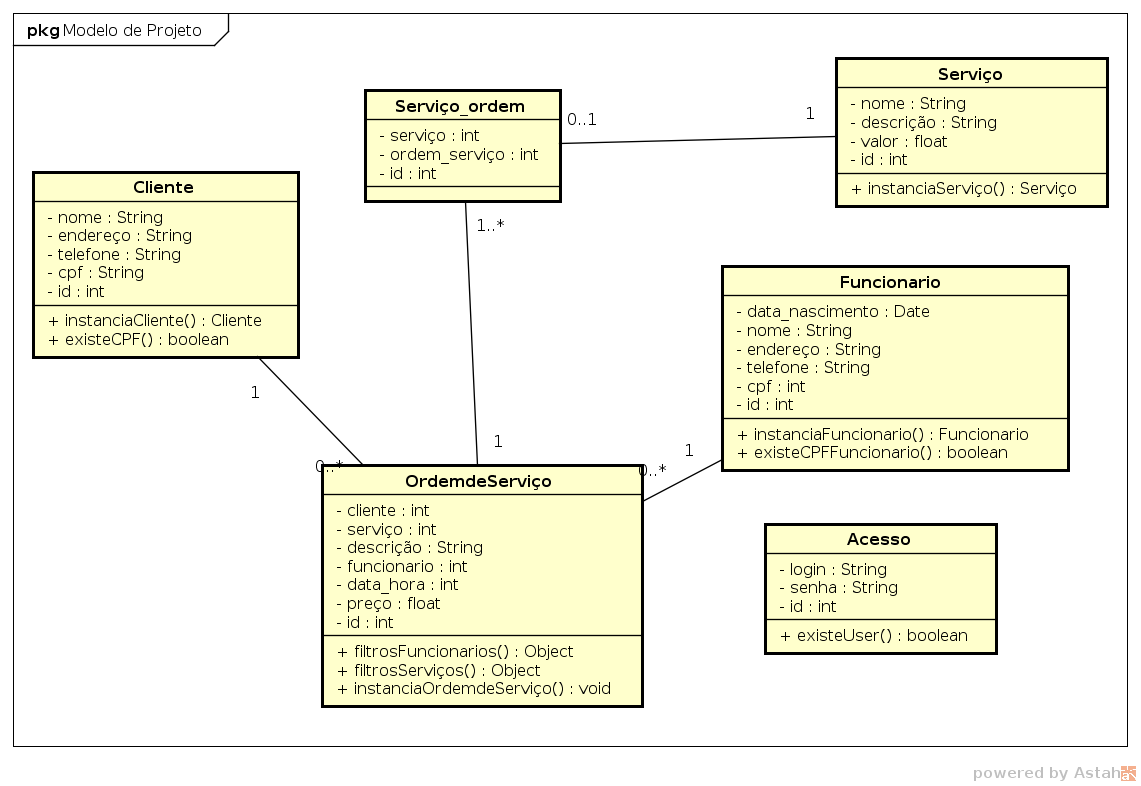 pkg Modelo de Projeto
Serviço
- nome : String
- descrição : String
- valor : float
- id : int
+ instanciaServiço() : Serviço
Serviço_ordem
- serviço : int
- ordem_serviço : int
- id : int
0..1
1
1..*
1
Cliente
- nome : String
- endereço : String
- telefone : String
- cpf : String
- id : int
+ instanciaCliente() : Cliente
+ existeCPF() : boolean
1
0..*
Funcionario
- data_nascimento : Date
- nome : String
- endereço : String
- telefone : String
- cpf : int
- id : int
+ instanciaFuncionario() : Funcionario
+ existeCPFFuncionario() : boolean
1
0..*
OrdemdeServiço
- cliente : int
- serviço : int
- descrição : String
- funcionario : int
- data_hora : int
- preço : float
- id : int
+ filtrosFuncionarios() : Object
+ filtrosServiços() : Object
+ instanciaOrdemdeServiço() : void
Acesso
- login : String
- senha : String
- id : int
+ existeUser() : boolean
powered by Astah